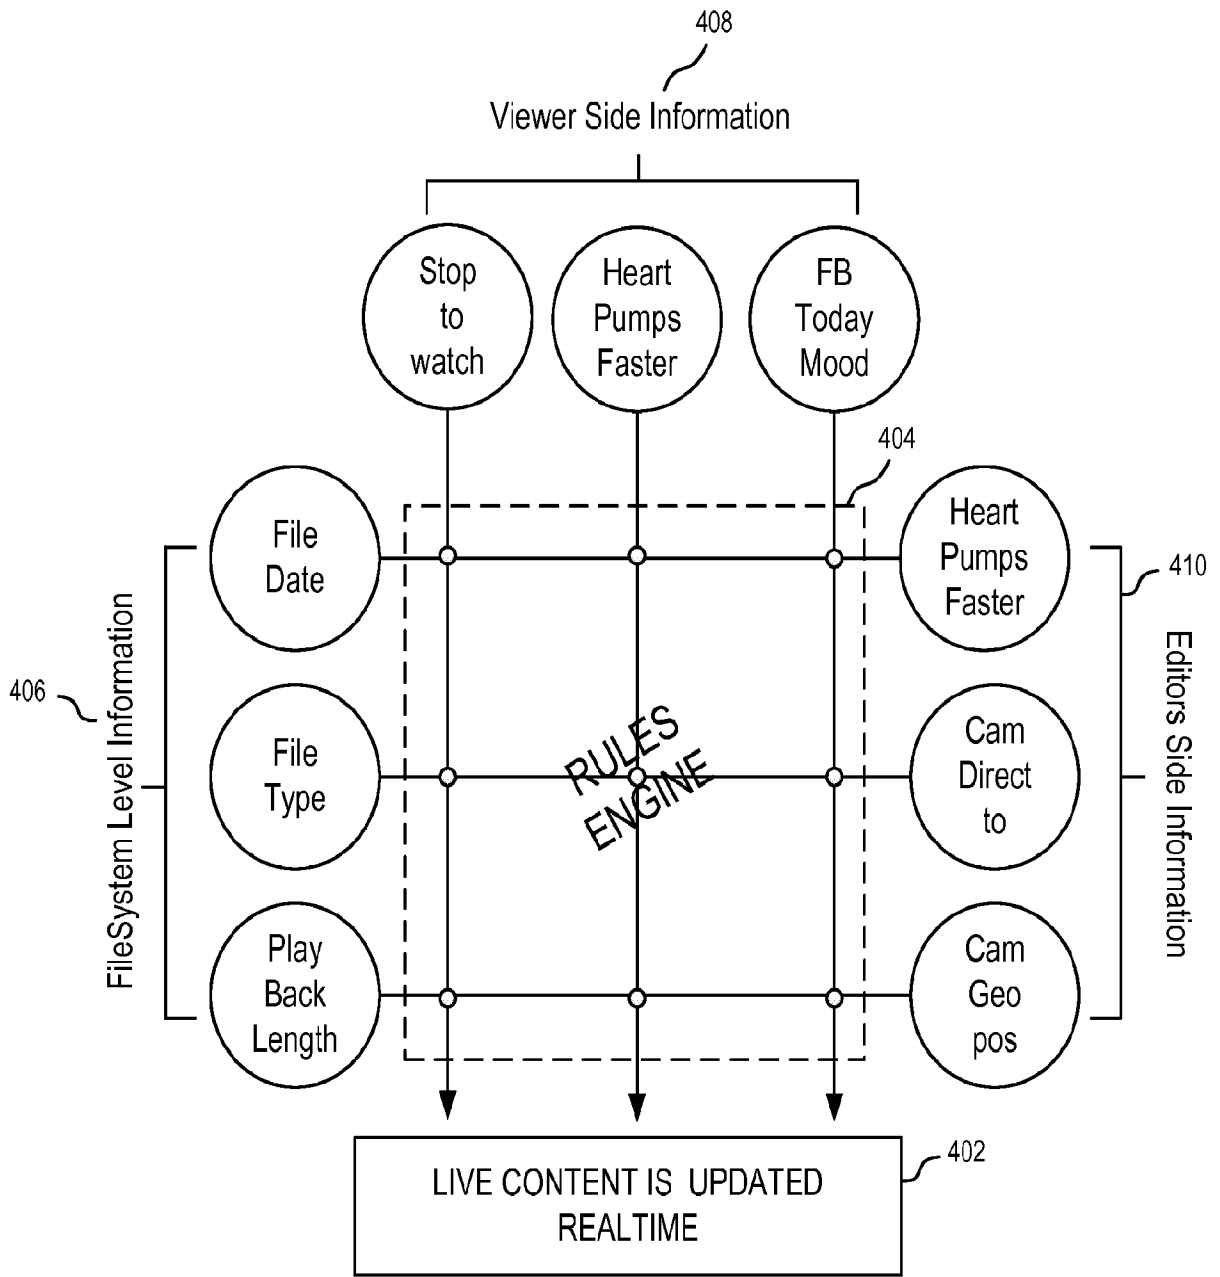 408
Viewer Side Information
Stop
to
watch
Heart
Pumps
Faster
FB
Today
Mood
404
File
Date
Heart
Pumps
Faster
410
406
FileSystem Level Information
File
Type
RULES
ENGINE
Cam
Direct
to
Editors Side Information
Play
Back
Length
Cam
Geo
pos
402
LIVE CONTENT IS UPDATED
REALTIME